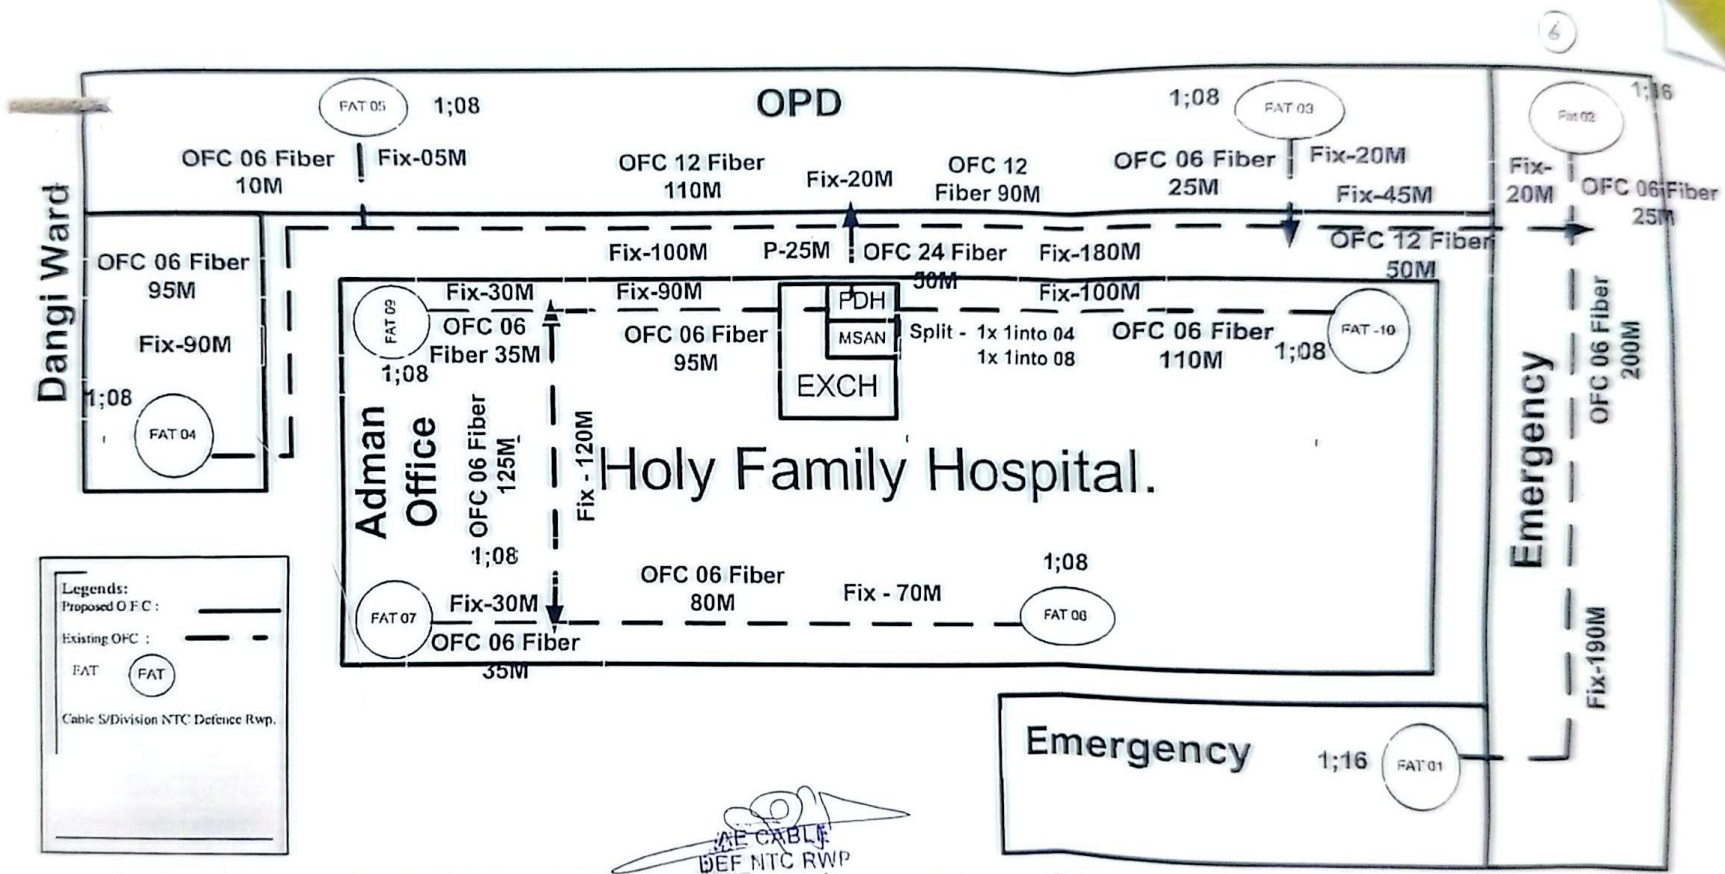 6
FAT 05
1;08
OPD
1;08
FAT 03
Fat 02
1;16
OFC 06 Fiber
10M
Fix-05M
OFC 12 Fiber
110M
Fix-20M
OFC 12
Fiber 90M
OFC 06 Fiber
25M
Fix-20M
Fix-45M
Fix-
20M
OFC 06 Fiber
25M
Dangi Ward
OFC 06 Fiber
95M
Fix-90M
1;08
FAT 04
Fix-100M
P-25M
OFC 24 Fiber
50M
Fix-180M
OFC 12 Fiber
50M
FAT 09
1;08
Fix-30M
OFC 06
Fiber 35M
Fix-90M
OFC 06 Fiber
95M
PDH
MSAN
EXCH
Split - 1x 1into 04
1x 1into 08
Fix-100M
OFC 06 Fiber
110M
1;08
FAT -10
Adman
Office
OFC 06 Fiber
125M
Fix - 120M
Holy Family Hospital.
Emergency
OFC 06 Fiber
200M
Fix-190M
1;08
FAT 07
Fix-30M
OFC 06 Fiber
35M
OFC 06 Fiber
80M
Fix - 70M
1;08
FAT 06
Legends:
Proposed O F C :
Existing OFC :
FAT
FAT
Cable S/Division NTC Defence Rwp.
Emergency
1;16
FAT 01
AE CABLE
DEF NTC RWP